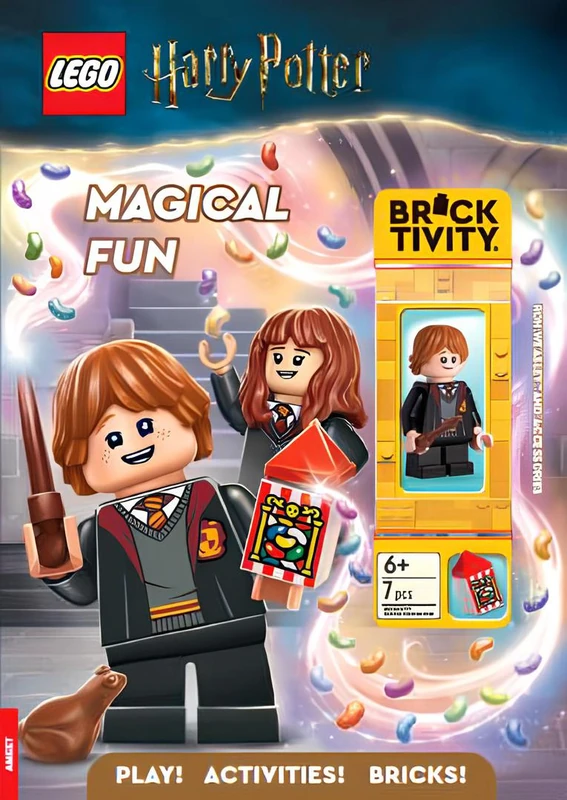 LEGO
Harry Potter
MAGICAL
FUN
BRICK
TIVITY.
6+
7 pcs
AMEET
PLAY! ACTIVITIES! BRICKS!